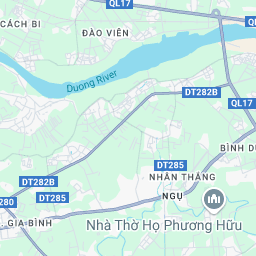 QL17
CÁCH BI
ĐÀO VIÊN
QL17
Duong River
DT282B
QL17
DT285
BÌNH DƯ
NHÂN THẮNG
DT282B
DT285
NGỤ
280
GIA BÌNH
Nhà Thờ Họ Phương Hữu